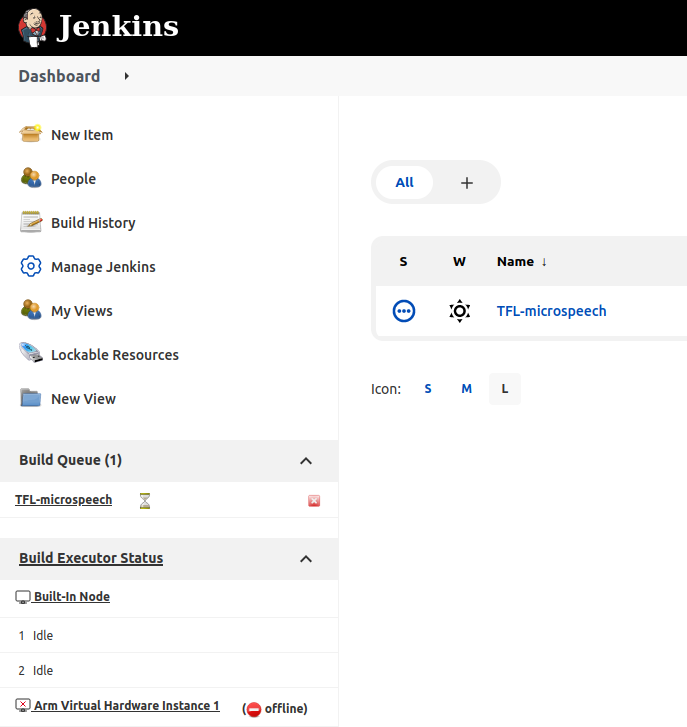 Jenkins
Dashboard
New Item
People
Build History
Manage Jenkins
My Views
Lockable Resources
New View
All +
S W Name ↓
TFL-microspeech
Icon: S M L
Build Queue (1)
TFL-microspeech
Build Executor Status
Built-In Node
1 Idle
2 Idle
Arm Virtual Hardware Instance 1 (offline)